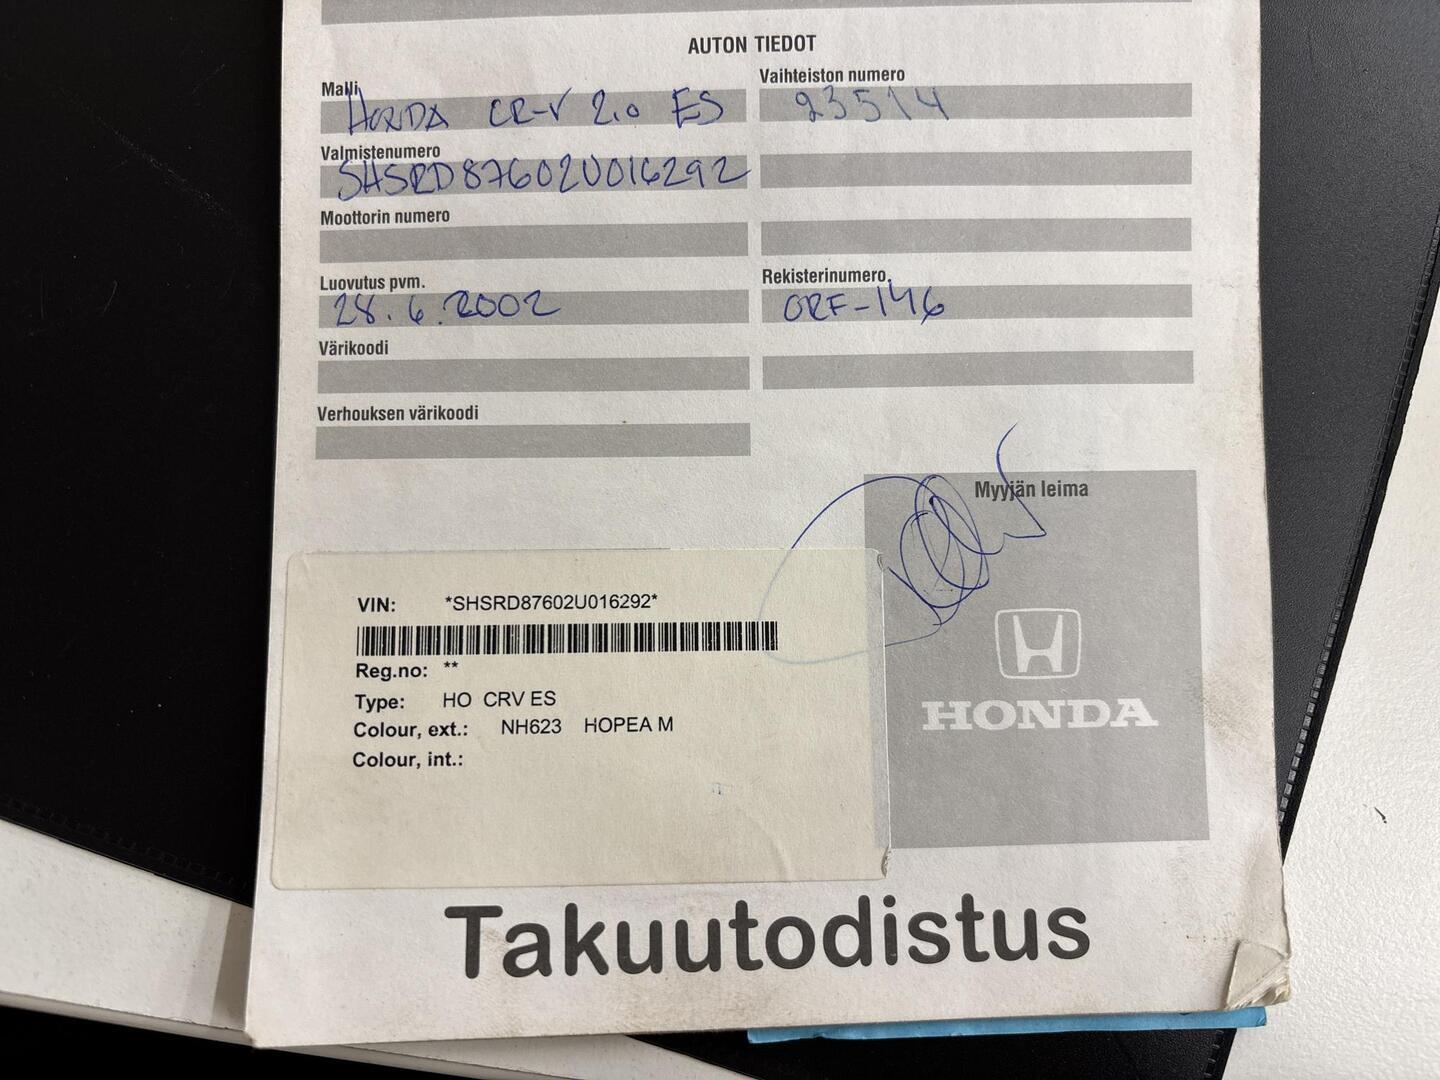 AUTON TIEDOT
Malli Vaihteiston numero
HONDA CR-V 2.0 ES 23514
Valmistenumero
SHSRD87602U016292
Moottorin numero
Luovutus pvm. Rekisterinumero
28.6.2002 ORF-146
Värikoodi
Verhouksen värikoodi
Myyjän leima
VIN: *SHSRD87602U016292*
Reg.no: **
Type: HO CRV ES
Colour, ext.: NH623 HOPEA M
Colour, int.:
HONDA
Takuutodistus